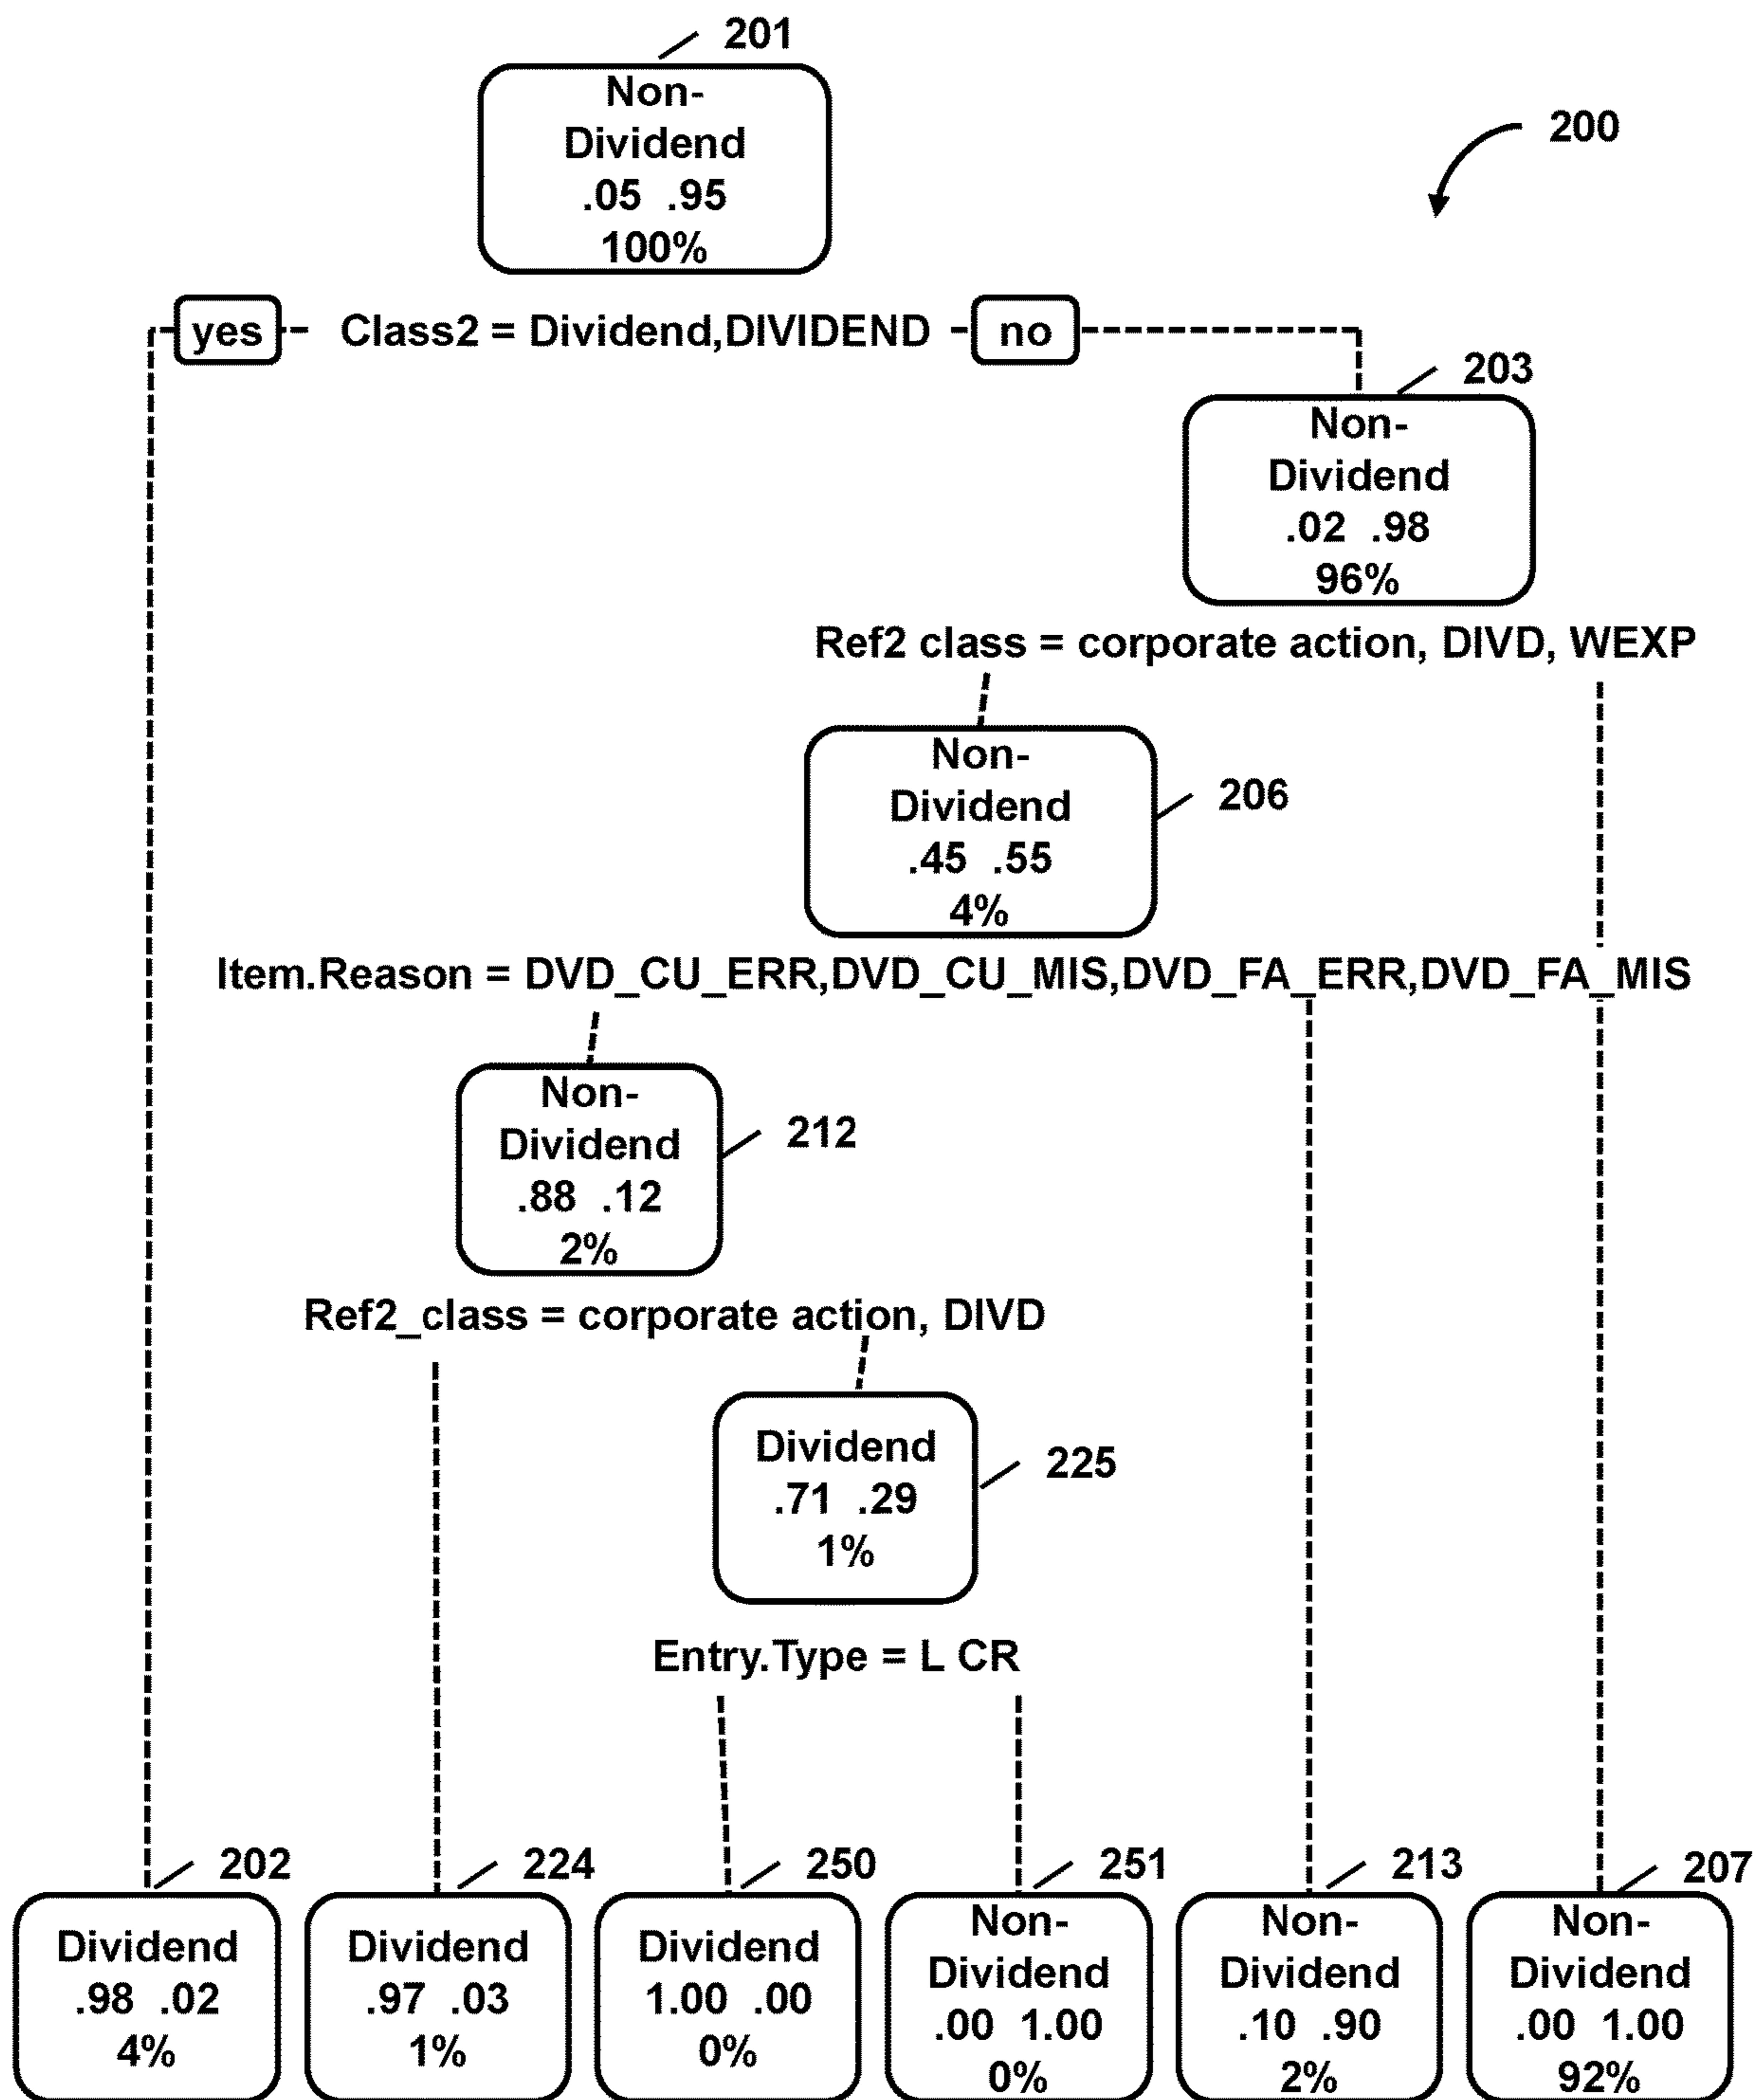 201
Non-
Dividend
.05 .95
100%
200
yes
Class2 = Dividend,DIVIDEND
no
203
Non-
Dividend
.02 .98
96%
Ref2 class = corporate action, DIVD, WEXP
206
Non-
Dividend
.45 .55
4%
Item.Reason = DVD_CU_ERR,DVD_CU_MIS,DVD_FA_ERR,DVD_FA_MIS
212
Non-
Dividend
.88 .12
2%
Ref2_class = corporate action, DIVD
225
Dividend
.71 .29
1%
Entry.Type = L CR
202
Dividend
.98 .02
4%
224
Dividend
.97 .03
1%
250
Dividend
1.00 .00
0%
251
Non-
Dividend
.00 1.00
0%
213
Non-
Dividend
.10 .90
2%
207
Non-
Dividend
.00 1.00
92%